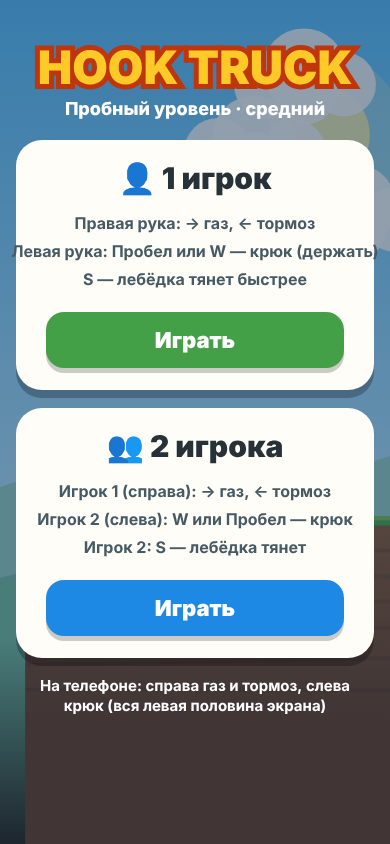 HOOK TRUCK
Пробный уровень · средний
👤 1 игрок
Правая рука: → газ, ← тормоз
Левая рука: Пробел или W — крюк (держать)
S — лебёдка тянет быстрее
Играть
👥 2 игрока
Игрок 1 (справа): → газ, ← тормоз
Игрок 2 (слева): W или Пробел — крюк
Игрок 2: S — лебёдка тянет
Играть
На телефоне: справа газ и тормоз, слева
крюк (вся левая половина экрана)